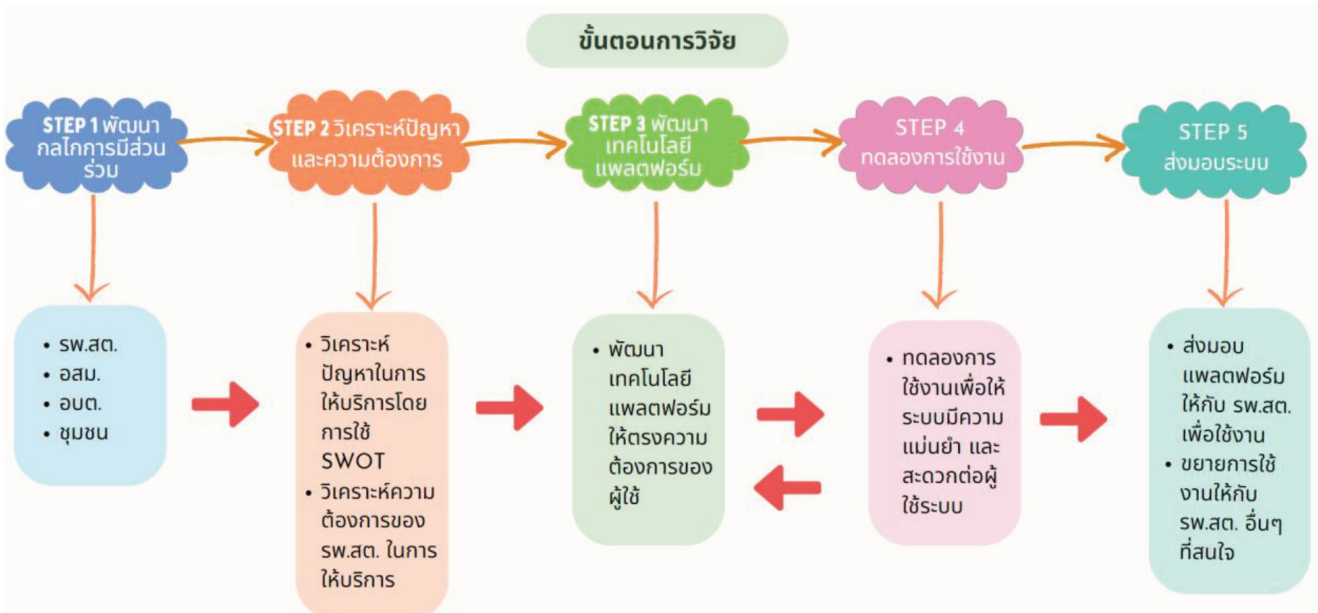 ขั้นตอนการวิจัย
STEP 1 พัฒนา
กลไกการมีส่วน
ร่วม
STEP 2 วิเคราะห์ปัญหา
และความต้องการ
STEP 3 พัฒนา
เทคโนโลยี
แพลตฟอร์ม
STEP 4
ทดลองการใช้งาน
STEP 5
ส่งมอบระบบ
• รพ.สต.
• อสม.
• อบต.
• ชุมชน
• วิเคราะห์
ปัญหาในการ
ให้บริการโดย
การใช้
SWOT
• วิเคราะห์ความ
ต้องการของ
รพ.สต. ในการ
ให้บริการ
• พัฒนา
เทคโนโลยี
แพลตฟอร์ม
ให้ตรงความ
ต้องการของ
ผู้ใช้
• ทดลองการ
ใช้งานเพื่อให้
ระบบมีความ
แม่นยำ และ
สะดวกต่อผู้
ใช้ระบบ
• ส่งมอบ
แพลตฟอร์ม
ให้กับ รพ.สต.
เพื่อใช้งาน
• ขยายการใช้
งานให้กับ
รพ.สต. อื่นๆ
ที่สนใจ